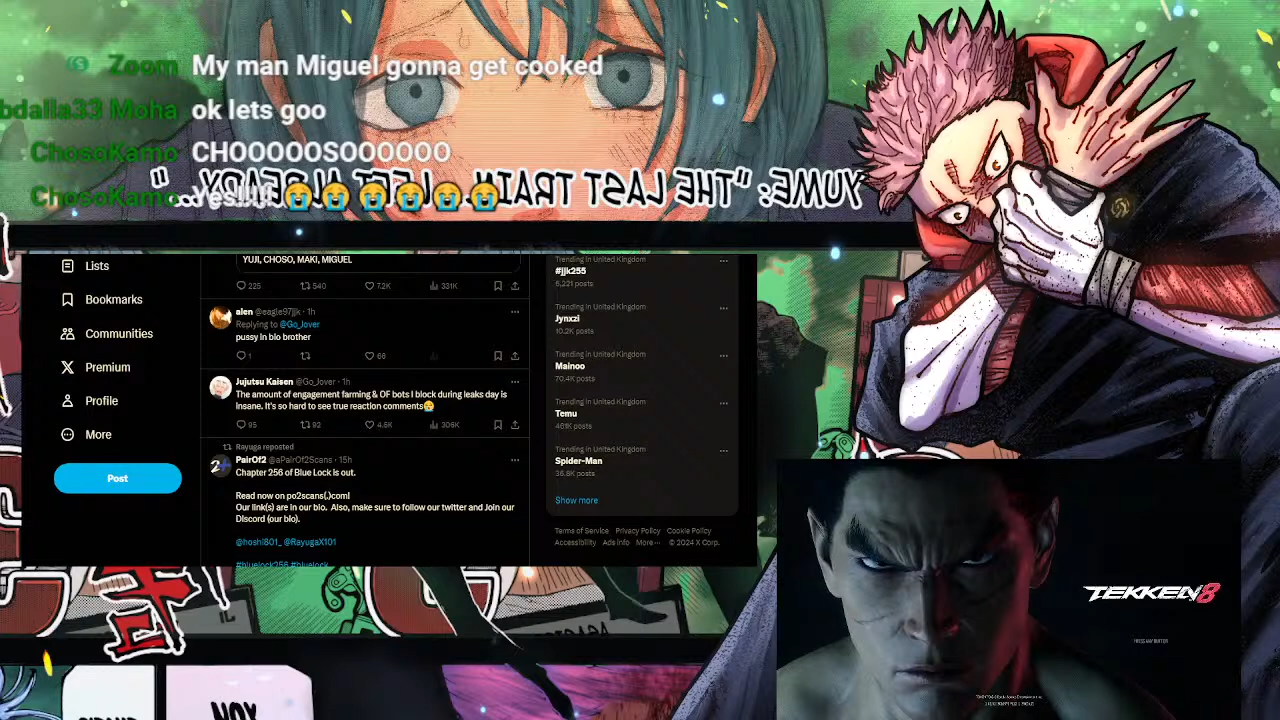 Zoom My man Miguel gonna get cooked
bdalla33 Moha ok lets goo
ChosoKamo CHOOOOOSOOOOOO
ChosoKamo Yes!!!! 😭😭😭😭😭😭
YUME: "THE LAST TRAIN... LEFT ALREADY..."
Lists
Bookmarks
Communities
Premium
Profile
More
Post
YUJI, CHOSO, MAKI, MIGUEL
225 540 7.2K 331K
alen @eagle97jjk · 1h
Replying to @Go_Jover
pussy in bio brother
1 66
Jujutsu Kaisen @Go_Jover · 1h
The amount of engagement farming & OF bots I block during leaks day is
insane. It's so hard to see true reaction comments😢
95 92 4.6K 306K
Rayuga reposted
PairOf2 @aPairOf2Scans · 15h
Chapter 256 of Blue Lock is out.
Read now on po2scans(.)com!
Our link(s) are in our bio. Also, make sure to follow our twitter and join our
Discord (our bio).
@hoshi801_ @RayugaX101
#bluelock256 #bluelock
Trending in United Kingdom
#jjk255
6,221 posts
Trending in United Kingdom
Jynxzi
10.2K posts
Trending in United Kingdom
Mainoo
70.4K posts
Trending in United Kingdom
Temu
461K posts
Trending in United Kingdom
Spider-Man
36.8K posts
Show more
Terms of Service Privacy Policy Cookie Policy
Accessibility Ads info More ··· © 2024 X Corp.
TEKKEN 8
PRESS ANY BUTTON